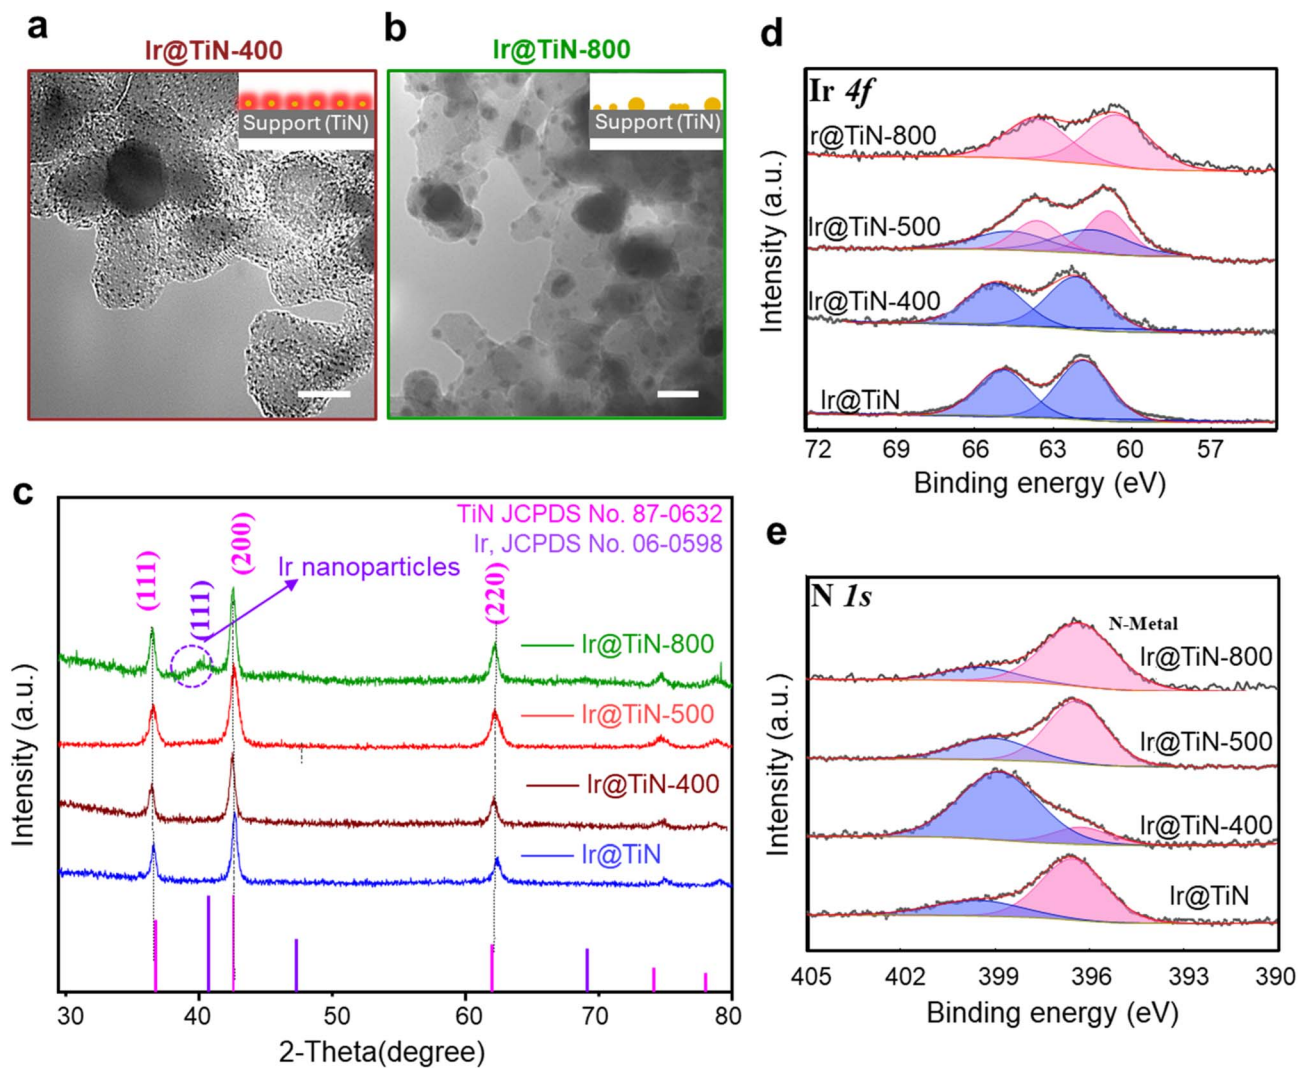 a
Ir@TiN-400
Support (TiN)
b
Ir@TiN-800
Support (TiN)
c
TiN JCPDS No. 87-0632
Ir, JCPDS No. 06-0598
(111)
(111)
(200)
(220)
Ir nanoparticles
Ir@TiN-800
Ir@TiN-500
Ir@TiN-400
Ir@TiN
Intensity (a.u.)
30 40 50 60 70 80
2-Theta(degree)
d
Ir 4f
r@TiN-800
Ir@TiN-500
Ir@TiN-400
Ir@TiN
Intensity (a.u.)
72 69 66 63 60 57
Binding energy (eV)
e
N 1s
N-Metal
Ir@TiN-800
Ir@TiN-500
Ir@TiN-400
Ir@TiN
Intensity (a.u.)
405 402 399 396 393 390
Binding energy (eV)